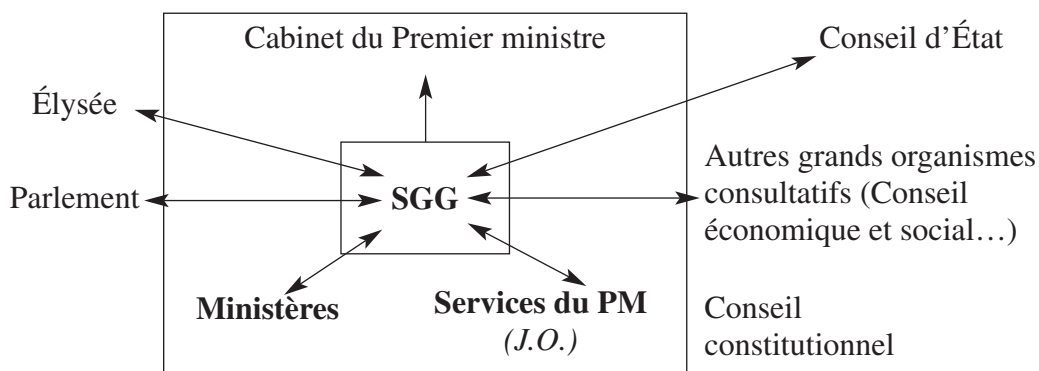 Cabinet du Premier ministre
Conseil d’État
Élysée
Parlement
SGG
Autres grands organismes
consultatifs (Conseil
économique et social…)
Ministères
Services du PM
(J.O.)
Conseil
constitutionnel